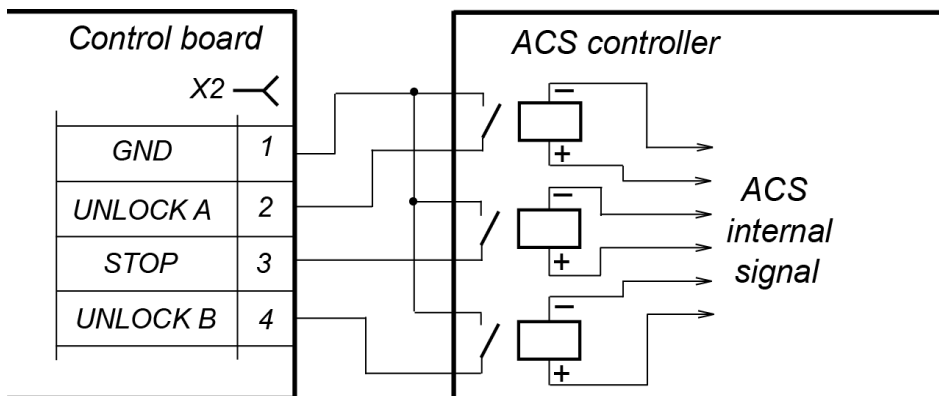 Control board
X2
GND 1
UNLOCK A 2
STOP 3
UNLOCK B 4
ACS controller
−
+
−
+
−
+
ACS
internal
signal